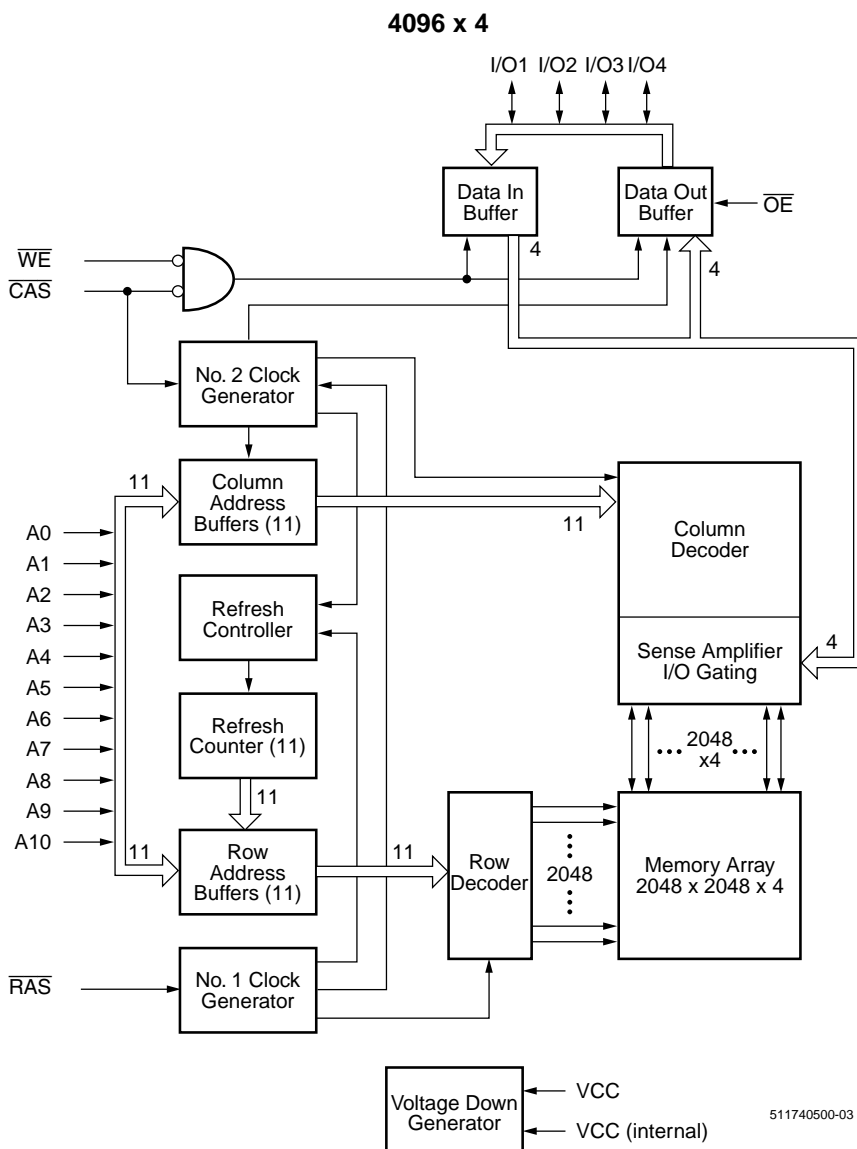 4096 x 4
I/O1 I/O2 I/O3 I/O4
Data In
Buffer
Data Out
Buffer
OE
4
4
WE
CAS
No. 2 Clock
Generator
11
Column
Address
Buffers (11)
11
Column
Decoder
A0
A1
A2
A3
A4
A5
A6
A7
A8
A9
A10
Refresh
Controller
Sense Amplifier
I/O Gating
4
Refresh
Counter (11)
11
••• 2048 •••
x4
11
Row
Address
Buffers (11)
11
Row
Decoder
2048
Memory Array
2048 x 2048 x 4
RAS
No. 1 Clock
Generator
Voltage Down
Generator
VCC
VCC (internal)
511740500-03